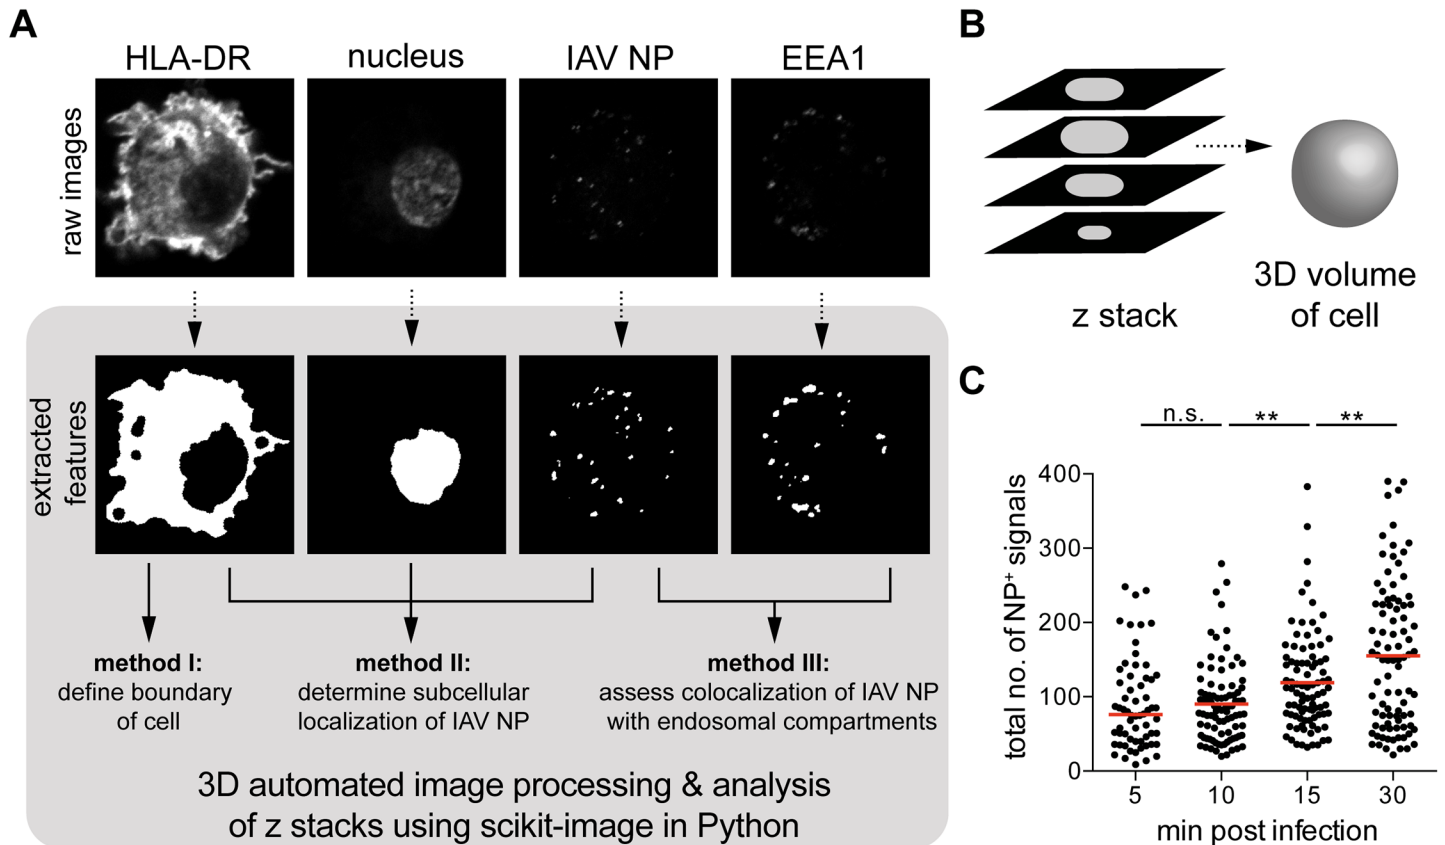 A
HLA-DR
nucleus
IAV NP
EEA1
raw images
extracted
features
method I:
define boundary
of cell
method II:
determine subcellular
localization of IAV NP
method III:
assess colocalization of IAV NP
with endosomal compartments
3D automated image processing & analysis
of z stacks using scikit-image in Python
B
z stack
3D volume
of cell
C
n.s.
**
**
total no. of NP⁺ signals
400
300
200
100
0
5
10
15
30
min post infection